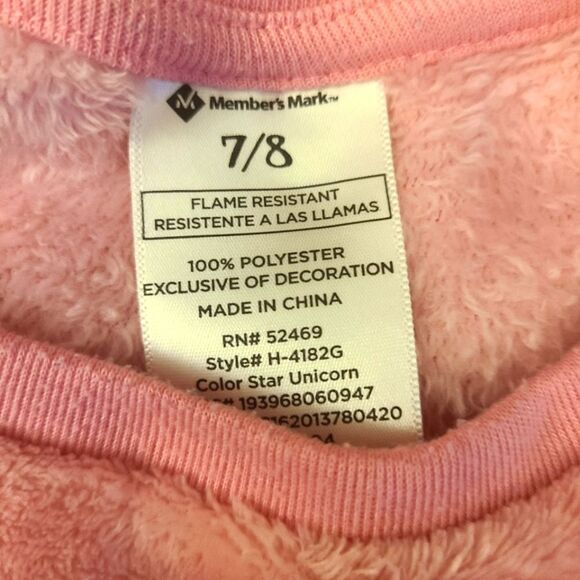 Member's Mark™
7/8
FLAME RESISTANT
RESISTENTE A LAS LLAMAS
100% POLYESTER
EXCLUSIVE OF DECORATION
MADE IN CHINA
RN# 52469
Style# H-4182G
Color Star Unicorn
193968060947
162013780420